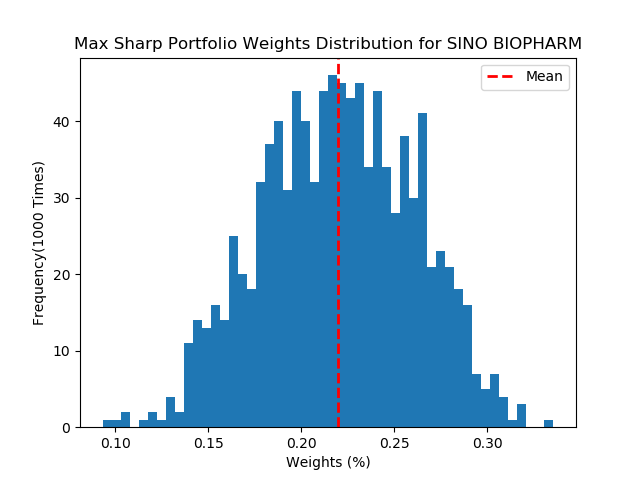 Max Sharp Portfolio Weights Distribution for SINO BIOPHARM
Mean
Frequency(1000 Times)
40
30
20
10
0
0.10 0.15 0.20 0.25 0.30
Weights (%)